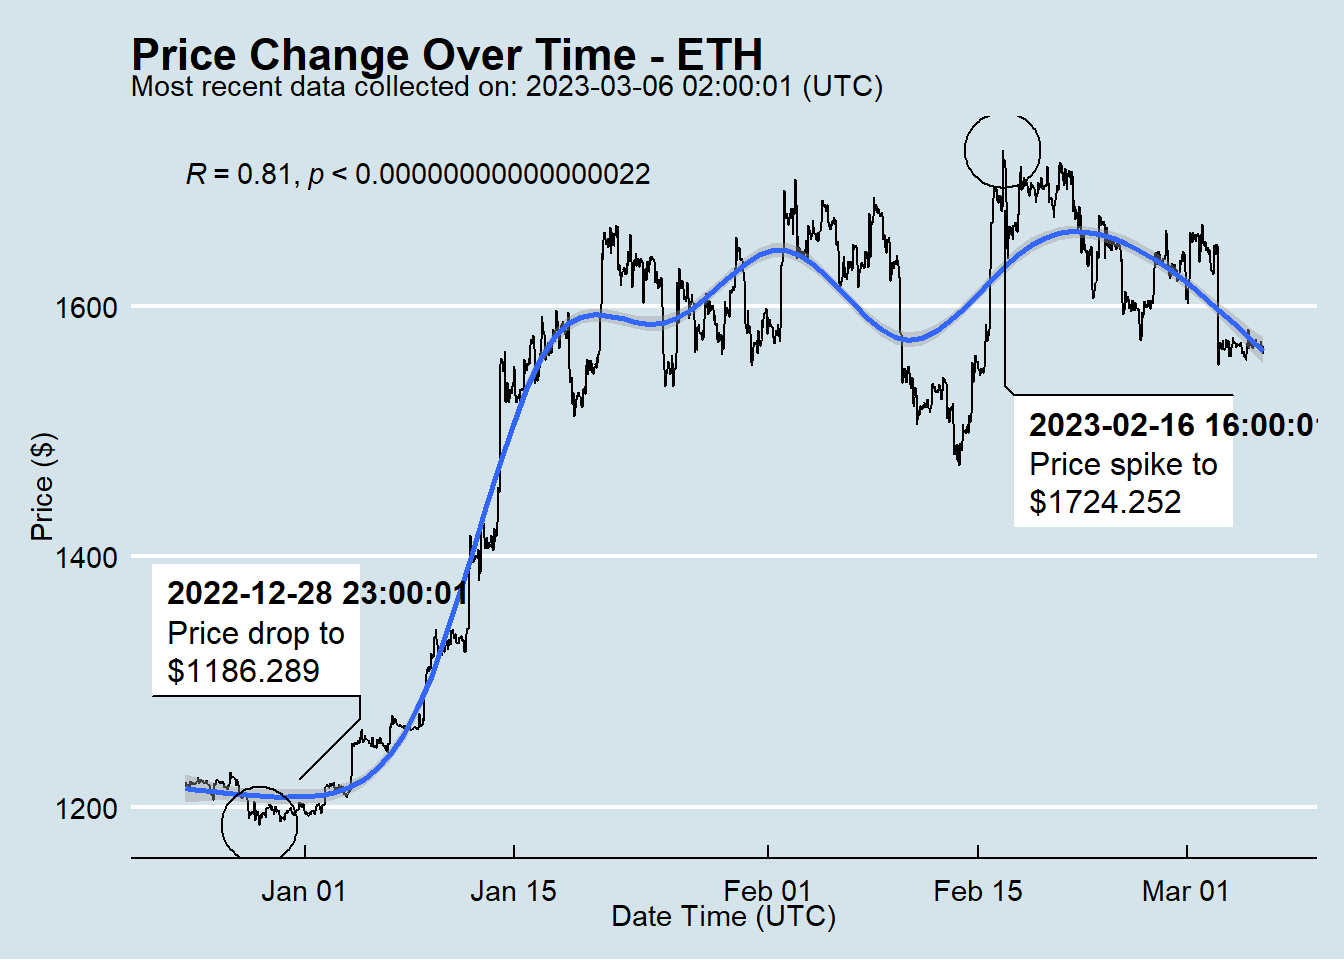 Price Change Over Time - ETH
Most recent data collected on: 2023-03-06 02:00:01 (UTC)
R = 0.81, p < 0.00000000000000022
1600
2023-02-16 16:00:01
Price spike to
$1724.252
Price ($)
1400
2022-12-28 23:00:01
Price drop to
$1186.289
1200
Jan 01 Jan 15 Feb 01 Feb 15 Mar 01
Date Time (UTC)